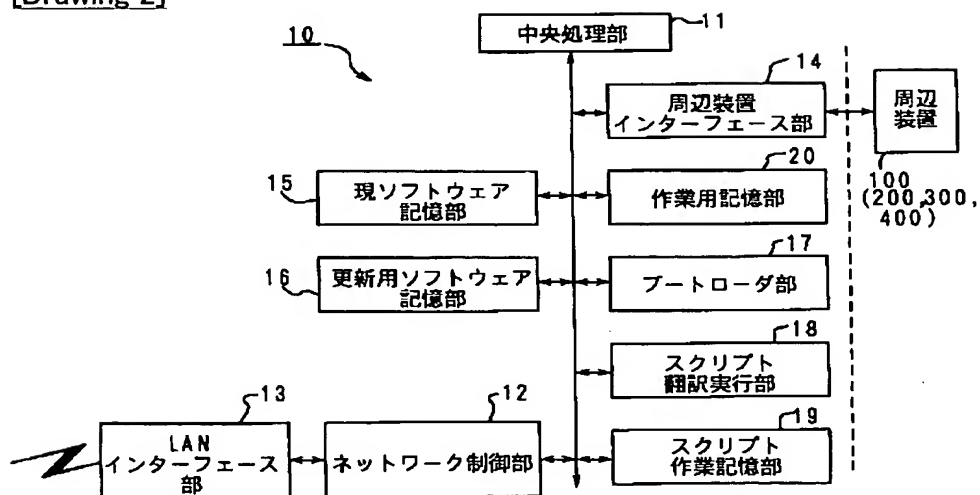 [Drawing 2]
10
中央処理部
11
14
周辺装置
インターフェース部
周辺
装置
100
(200,300,
400)
15
現ソフトウェア
記憶部
20
作業用記憶部
16
更新用ソフトウェア
記憶部
17
ブートローダ部
18
スクリプト
翻訳実行部
13
LAN
インターフェース
部
12
ネットワーク制御部
19
スクリプト
作業記憶部